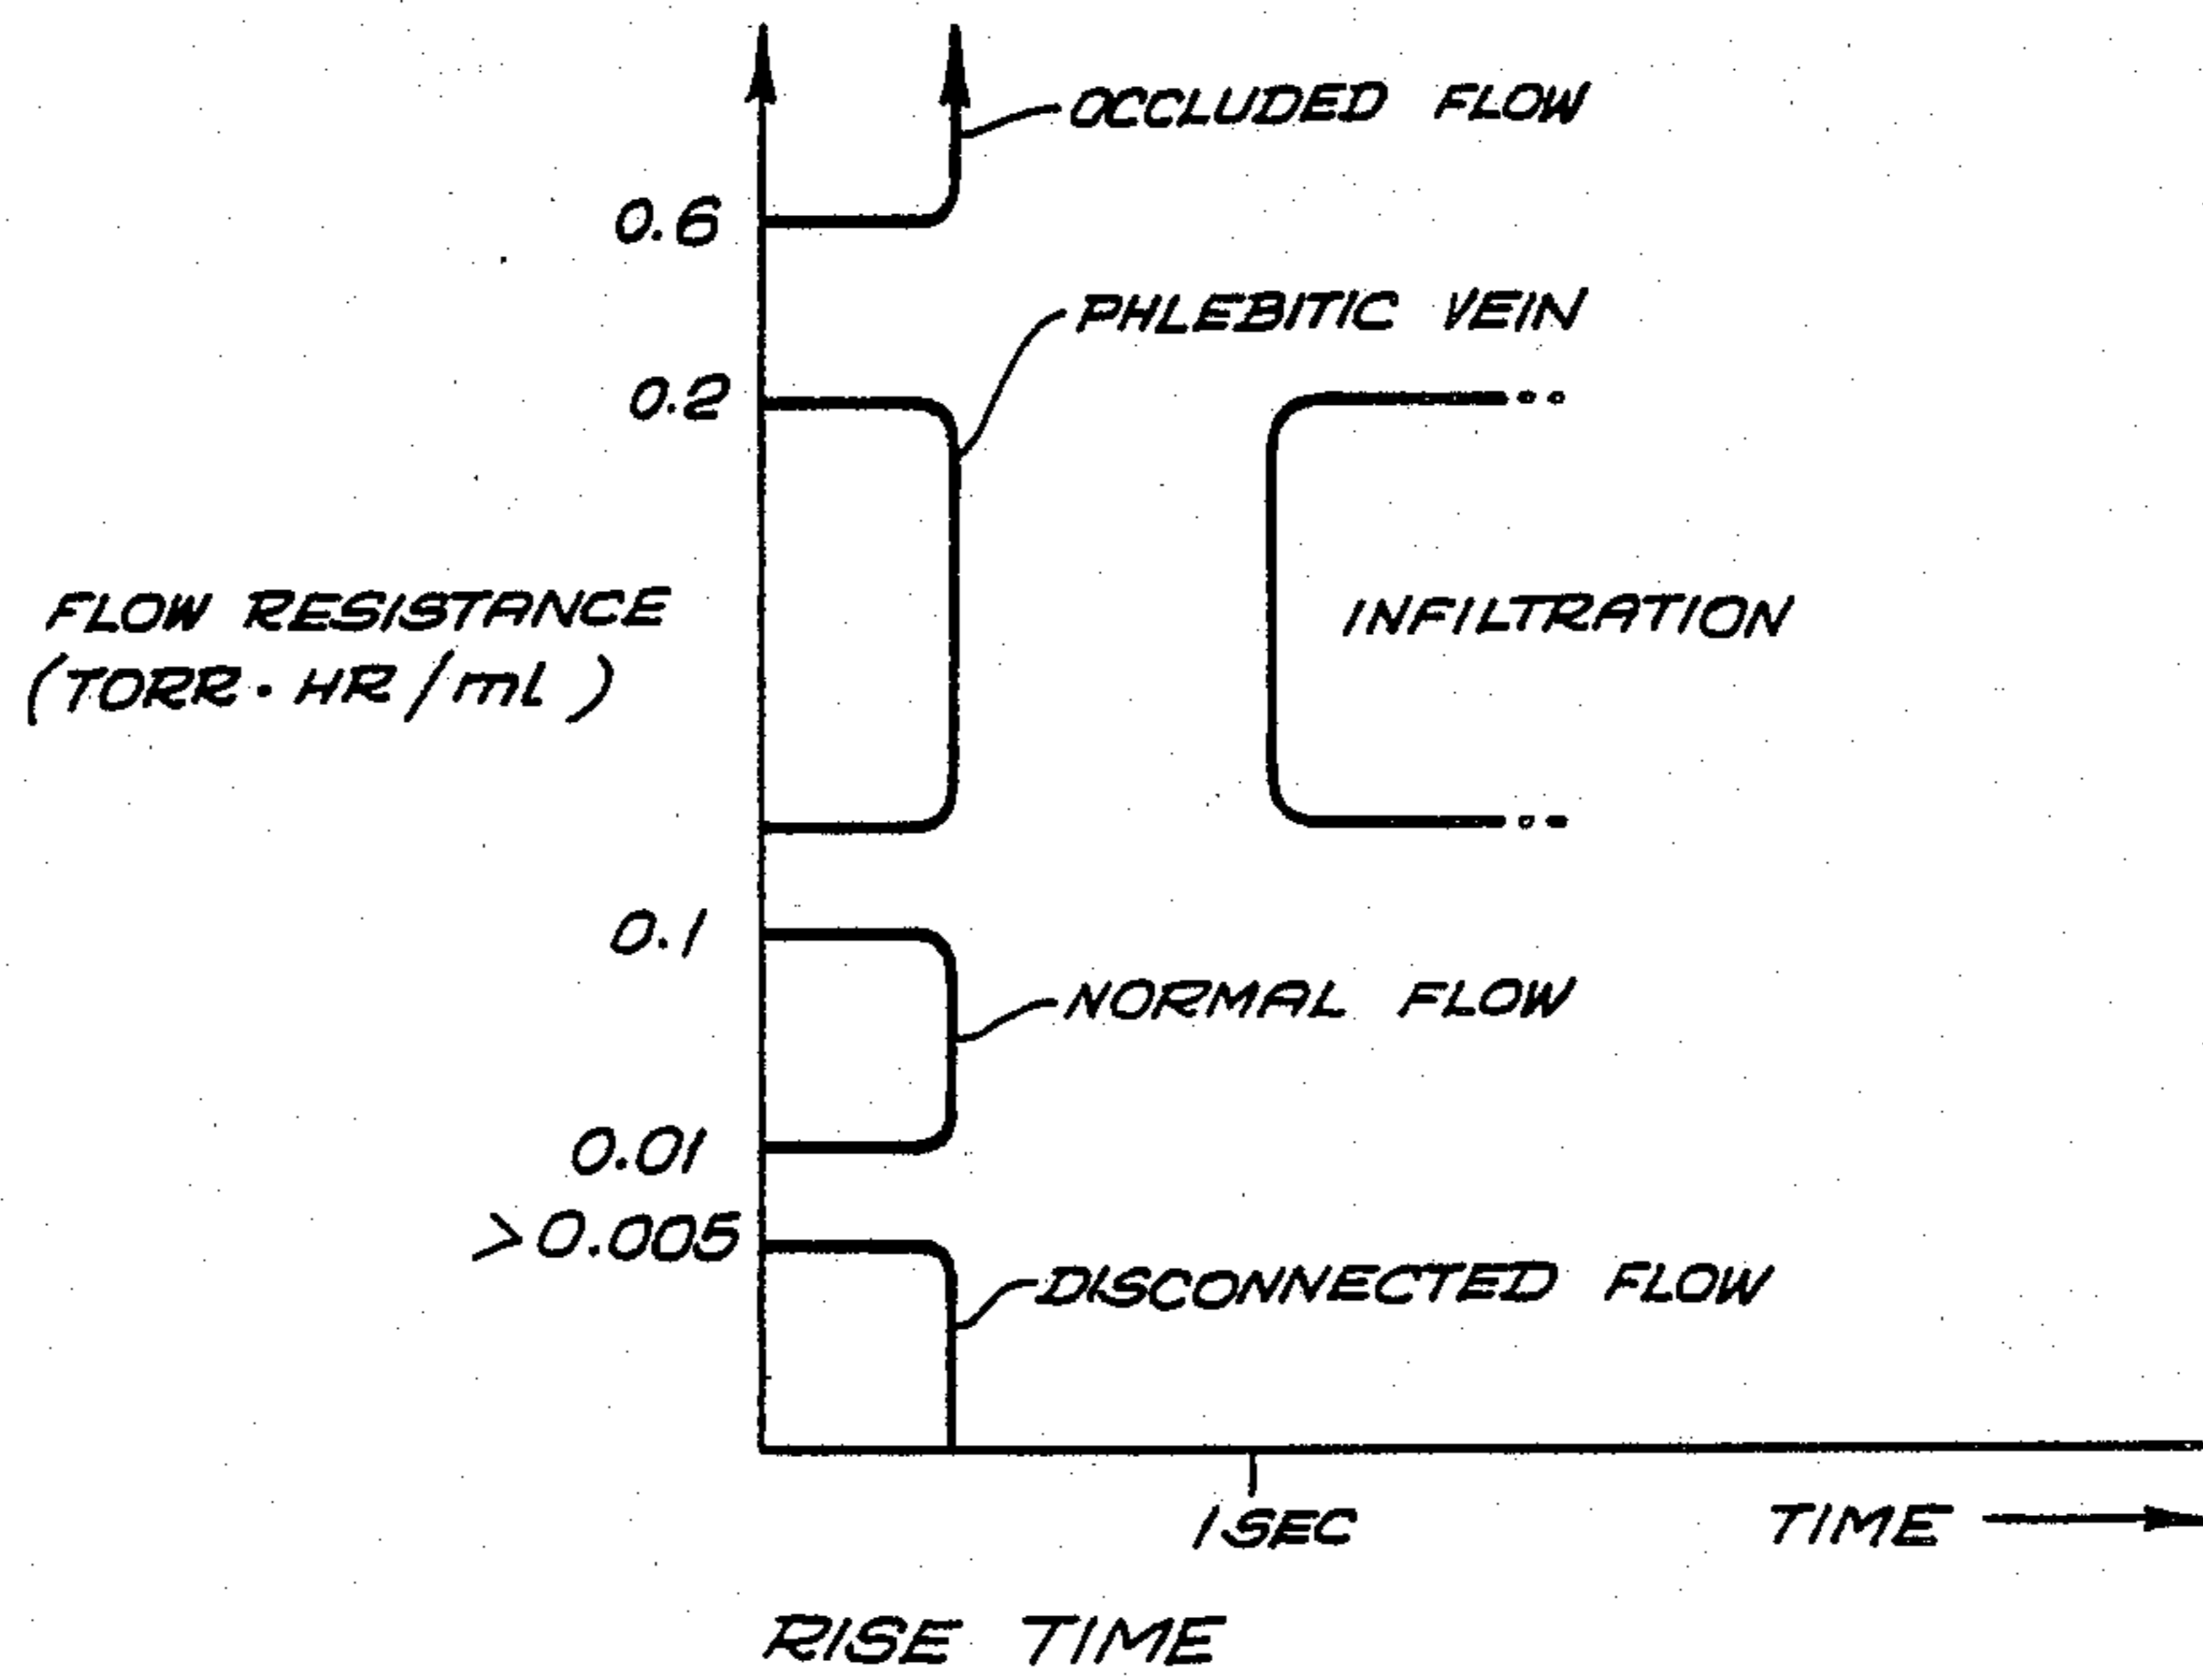 OCCLUDED FLOW
0.6
PHLEBITIC VEIN
0.2
FLOW RESISTANCE
(TORR·HR/ml)
INFILTRATION
0.1
NORMAL FLOW
0.01
>0.005
DISCONNECTED FLOW
1 SEC
TIME
RISE TIME